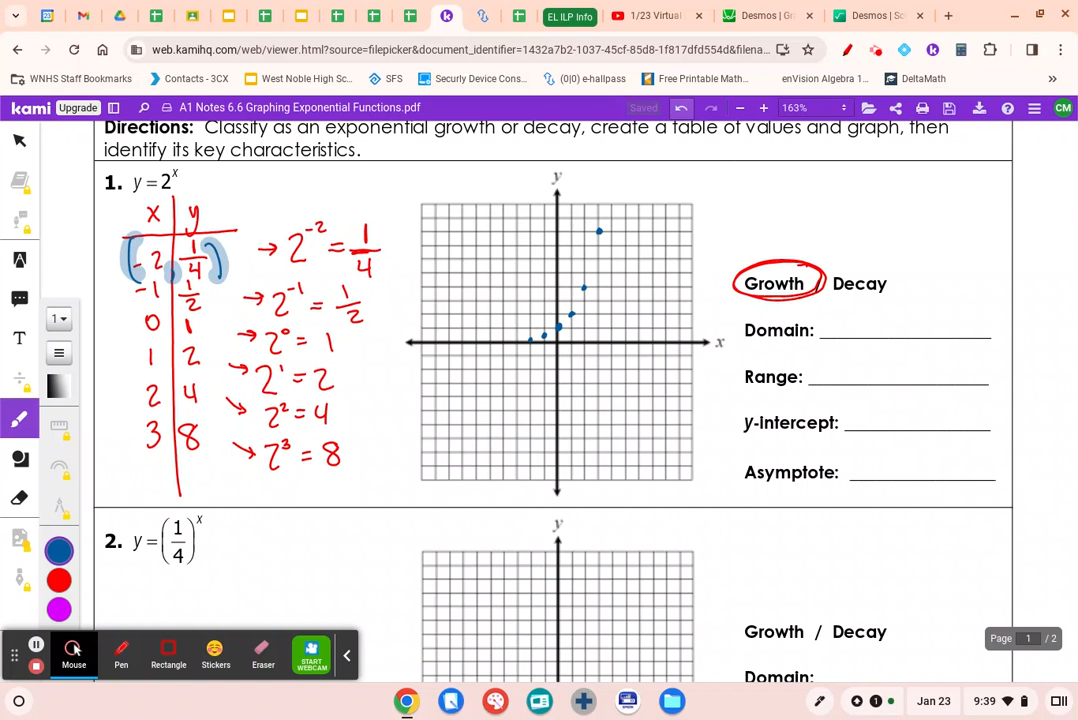 EL ILP Info
1/23 Virtual
Desmos | Gr
Desmos | Sc
web.kamihq.com/web/viewer.html?source=filepicker&document_identifier=1432a7b2-1037-45cf-85d8-1f817dfd554d&filena...
WNHS Staff Bookmarks
Contacts - 3CX
West Noble High Sc...
SFS
Securly Device Cons...
(0|0) e-hallpass
Free Printable Math...
enVision Algebra 1...
DeltaMath
kami
Upgrade
A1 Notes 6.6 Graphing Exponential Functions.pdf
Saved
163%
CM
Directions: Classify as an exponential growth or decay, create a table of values and graph, then
identify its key characteristics.
1. y = 2^x
x y
-2, 1/4 → 2^-2 = 1/4
-1 1/2 → 2^-1 = 1/2
0 1 → 2^0 = 1
1 2 → 2^1 = 2
2 4 → 2^2 = 4
3 8 → 2^3 = 8
y
x
Growth / Decay
Domain:
Range:
y-intercept:
Asymptote:
2. y = (1/4)^x
y
Growth / Decay
Domain:
1
T
Page 1 / 2
Mouse
Pen
Rectangle
Stickers
Eraser
START WEBCAM
1
Jan 23
9:39